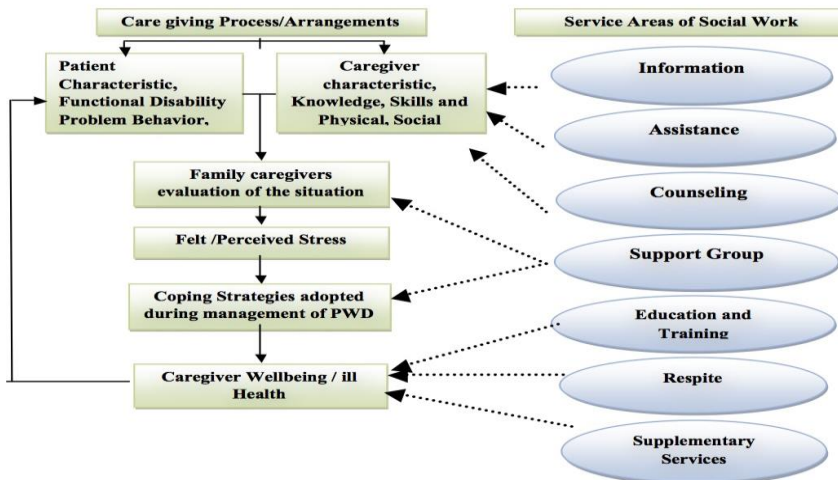 Care giving Process/Arrangements
Service Areas of Social Work
Patient
Characteristic,
Functional Disability
Problem Behavior,
Caregiver
characteristic,
Knowledge, Skills and
Physical, Social
Information
Assistance
Family caregivers
evaluation of the situation
Counseling
Felt /Perceived Stress
Support Group
Coping Strategies adopted
during management of PWD
Education and
Training
Caregiver Wellbeing / ill
Health
Respite
Supplementary
Services